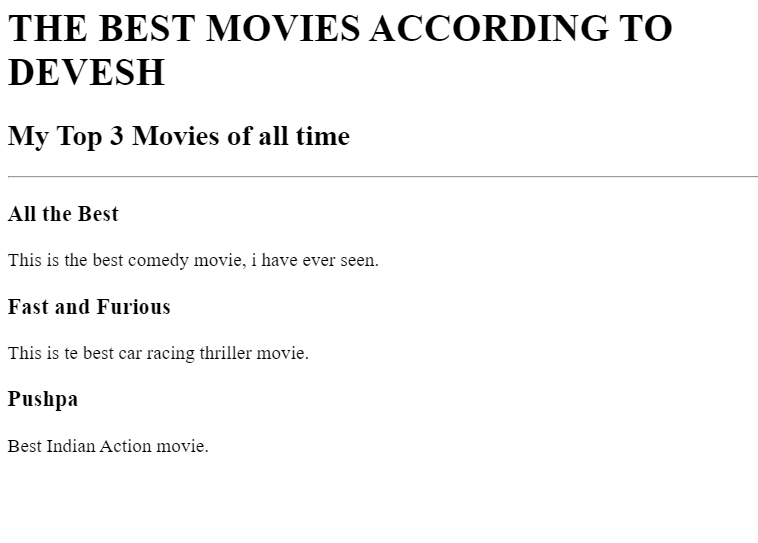 THE BEST MOVIES ACCORDING TO
DEVESH
My Top 3 Movies of all time
All the Best
This is the best comedy movie, i have ever seen.
Fast and Furious
This is te best car racing thriller movie.
Pushpa
Best Indian Action movie.